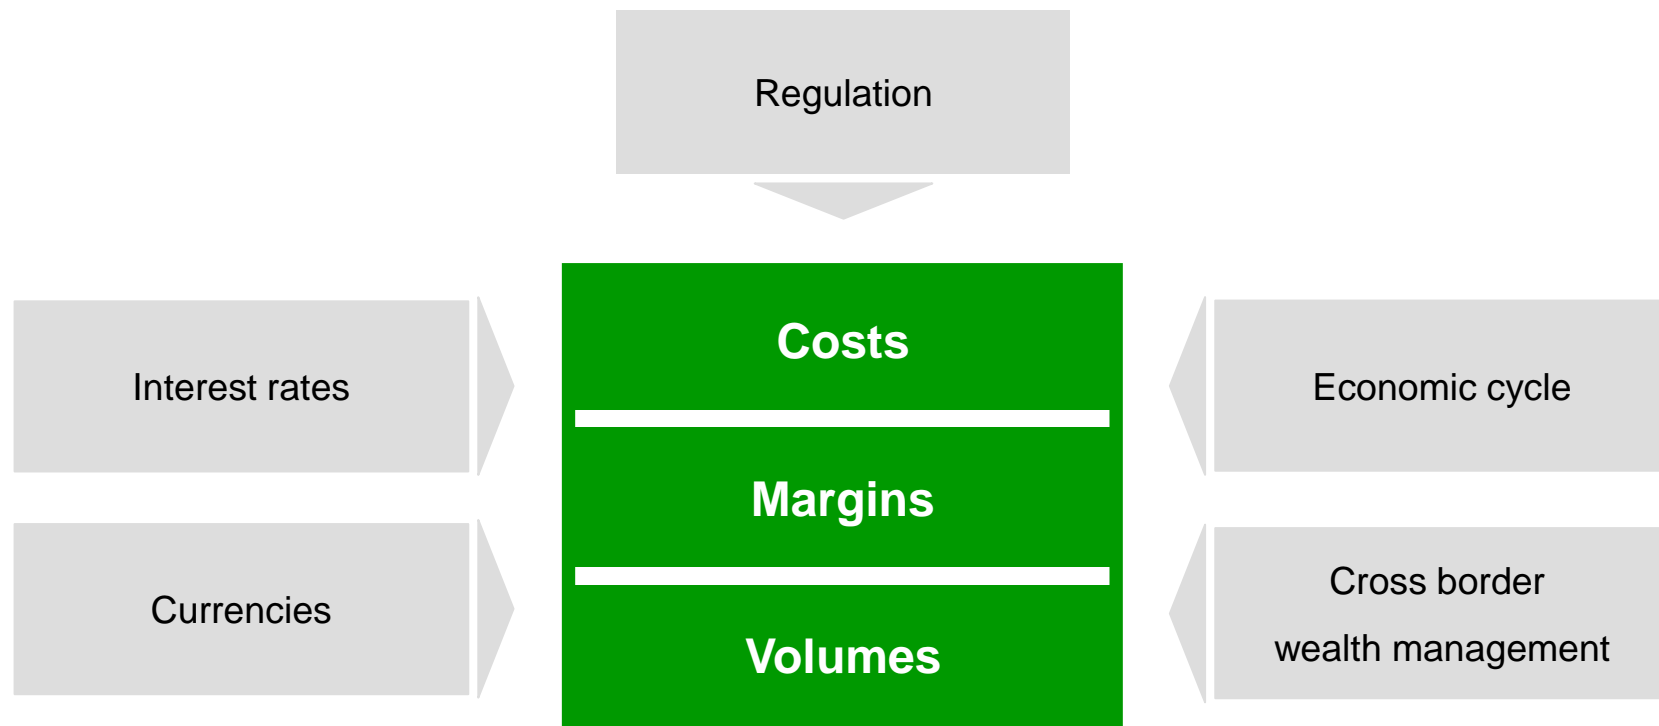 Regulation
Costs
Interest rates
Economic cycle
Margins
Currencies
Cross border
wealth management
Volumes